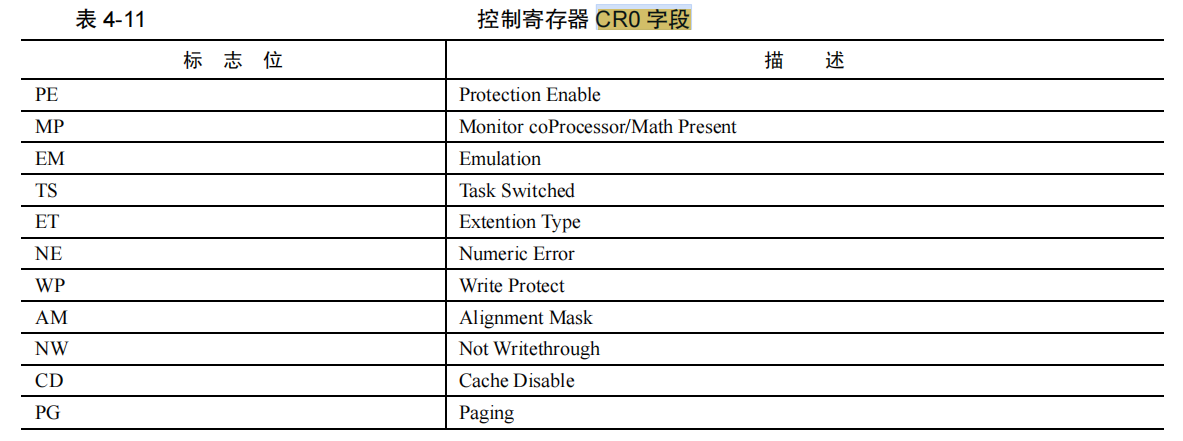 表 4-11 控制寄存器 CR0 字段
标 志 位 描 述
PE Protection Enable
MP Monitor coProcessor/Math Present
EM Emulation
TS Task Switched
ET Extention Type
NE Numeric Error
WP Write Protect
AM Alignment Mask
NW Not Writethrough
CD Cache Disable
PG Paging